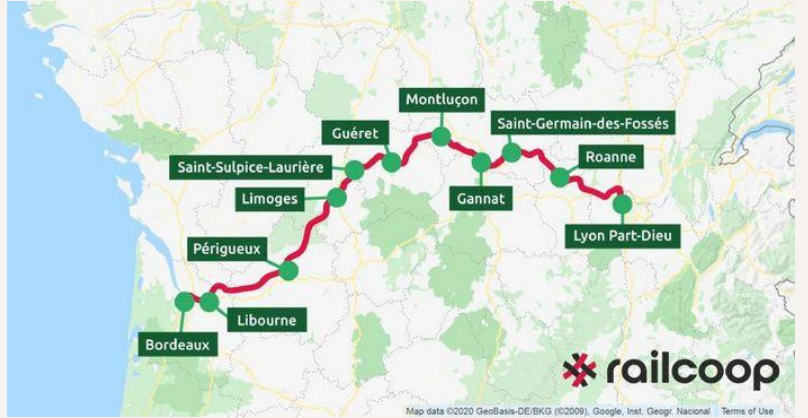 Montluçon
Saint-Germain-des-Fossés
Guéret
Roanne
Saint-Sulpice-Laurière
Limoges
Gannat
Lyon Part-Dieu
Périgueux
Libourne
Bordeaux
railcoop
Map data ©2020 GeoBasis-DE/BKG (©2009), Google, Inst. Geogr. Nacional Terms of Use